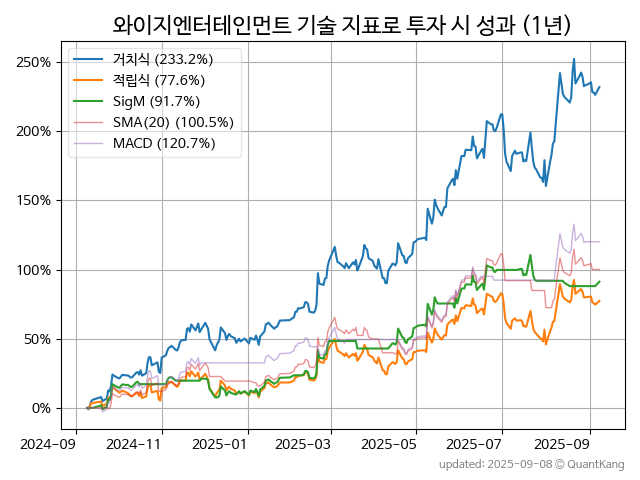 와이지엔터테인먼트 기술 지표로 투자 시 성과 (1년)
거치식 (233.2%)
적립식 (77.6%)
SigM (91.7%)
SMA(20) (100.5%)
MACD (120.7%)
250%
200%
150%
100%
50%
0%
2024-09 2024-11 2025-01 2025-03 2025-05 2025-07 2025-09
updated: 2025-09-08 © QuantKang